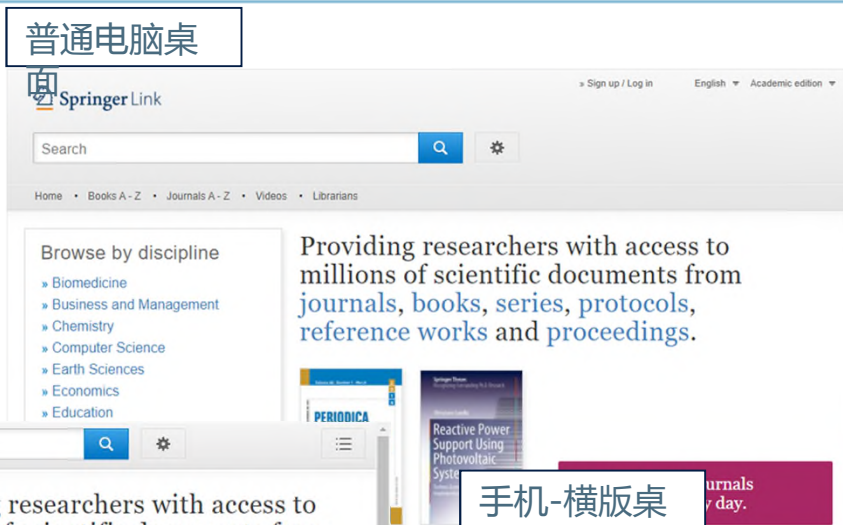 普通电脑桌
面
Springer Link
» Sign up / Log in
English
Academic edition
Search
Home • Books A - Z • Journals A - Z • Videos • Librarians
Browse by discipline
» Biomedicine
» Business and Management
» Chemistry
» Computer Science
» Earth Sciences
» Economics
» Education
Providing researchers with access to
millions of scientific documents from
journals, books, series, protocols,
reference works and proceedings.
PERIODICA
Springer Theses
Reactive Power
Support Using
Photovoltaic
researchers with access to
手机-横版桌
day.